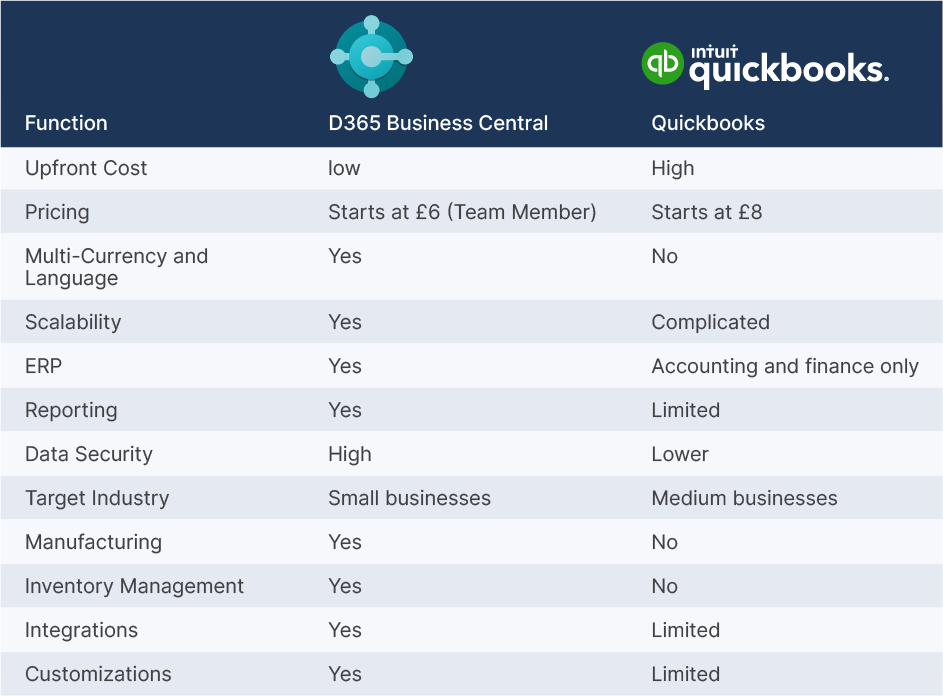 qb intuit quickbooks.
Function D365 Business Central Quickbooks
Upfront Cost low High
Pricing Starts at £6 (Team Member) Starts at £8
Multi-Currency and Yes No
Language
Scalability Yes Complicated
ERP Yes Accounting and finance only
Reporting Yes Limited
Data Security High Lower
Target Industry Small businesses Medium businesses
Manufacturing Yes No
Inventory Management Yes No
Integrations Yes Limited
Customizations Yes Limited